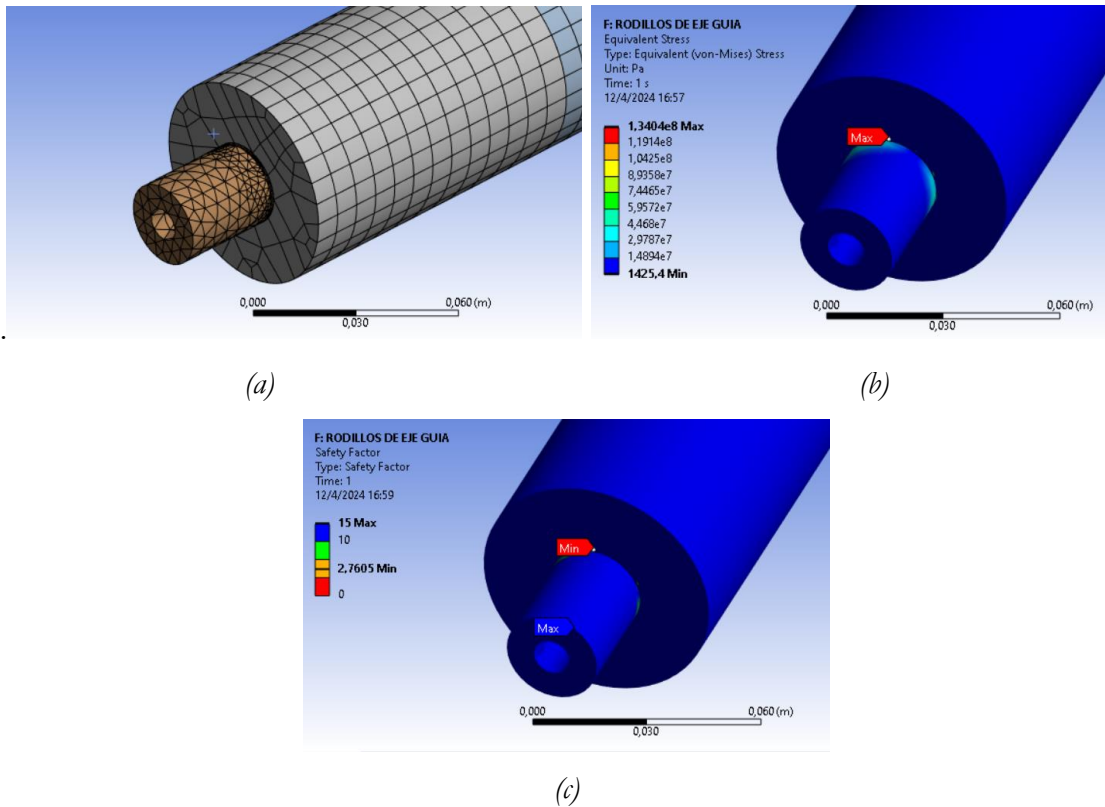 0,000
0,060 (m)
0,030
.
(a)
F: RODILLOS DE EJE GUIA
Equivalent Stress
Type: Equivalent (von-Mises) Stress
Unit: Pa
Time: 1 s
12/4/2024 16:57
1,3404e8 Max
1,1914e8
1,0425e8
8,9358e7
7,4465e7
5,9572e7
4,468e7
2,9787e7
1,4894e7
1425,4 Min
Max
0,000
0,060 (m)
0,030
(b)
F: RODILLOS DE EJE GUIA
Safety Factor
Type: Safety Factor
Time: 1
12/4/2024 16:59
15 Max
10
2,7605 Min
0
Min
Max
0,000
0,060 (m)
0,030
(c)